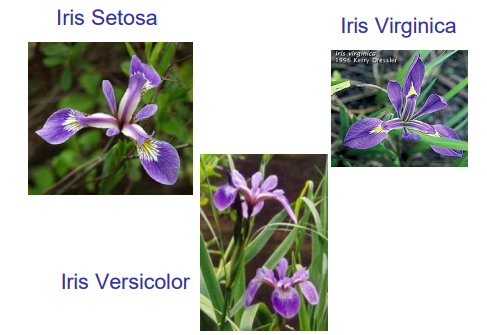 Iris Setosa
Iris Virginica
Iris virginica
1996 Kerry Dressler
Iris Versicolor